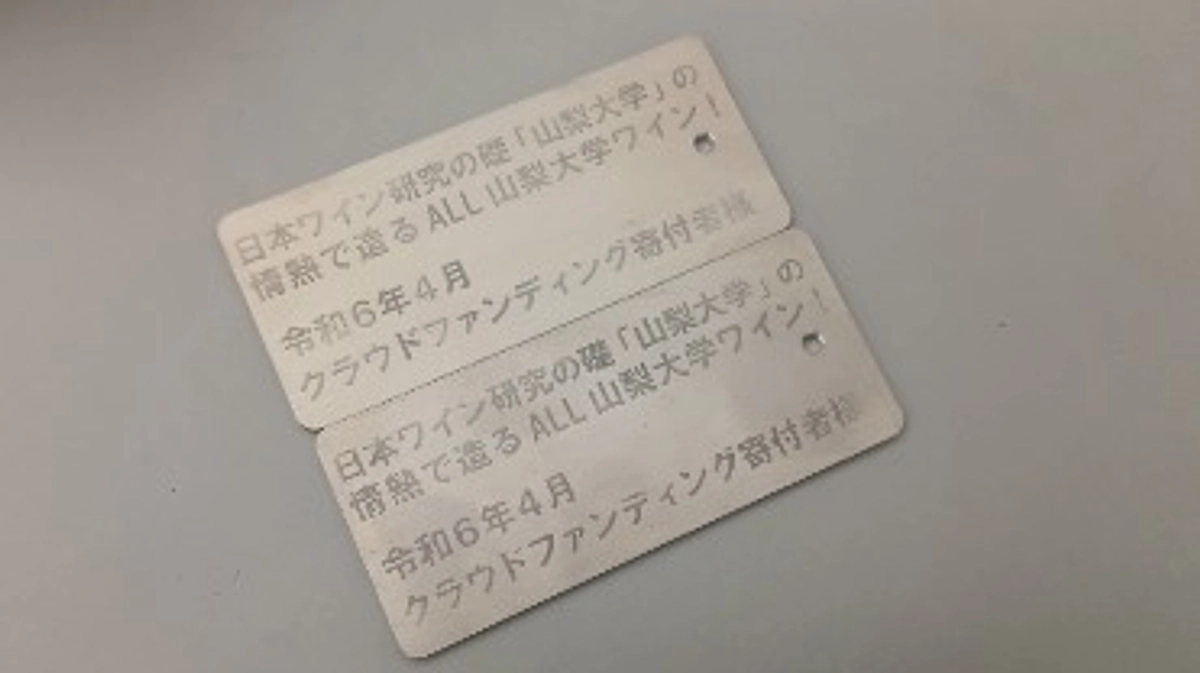 日本ワイン研究の礎「山梨大学」の
情熱で造るALL山梨大学ワイン！
令和6年4月
クラウドファンディング寄付者様
日本ワイン研究の礎「山梨大学」の
情熱で造るALL山梨大学ワイン！
令和6年4月
クラウドファンディング寄付者様